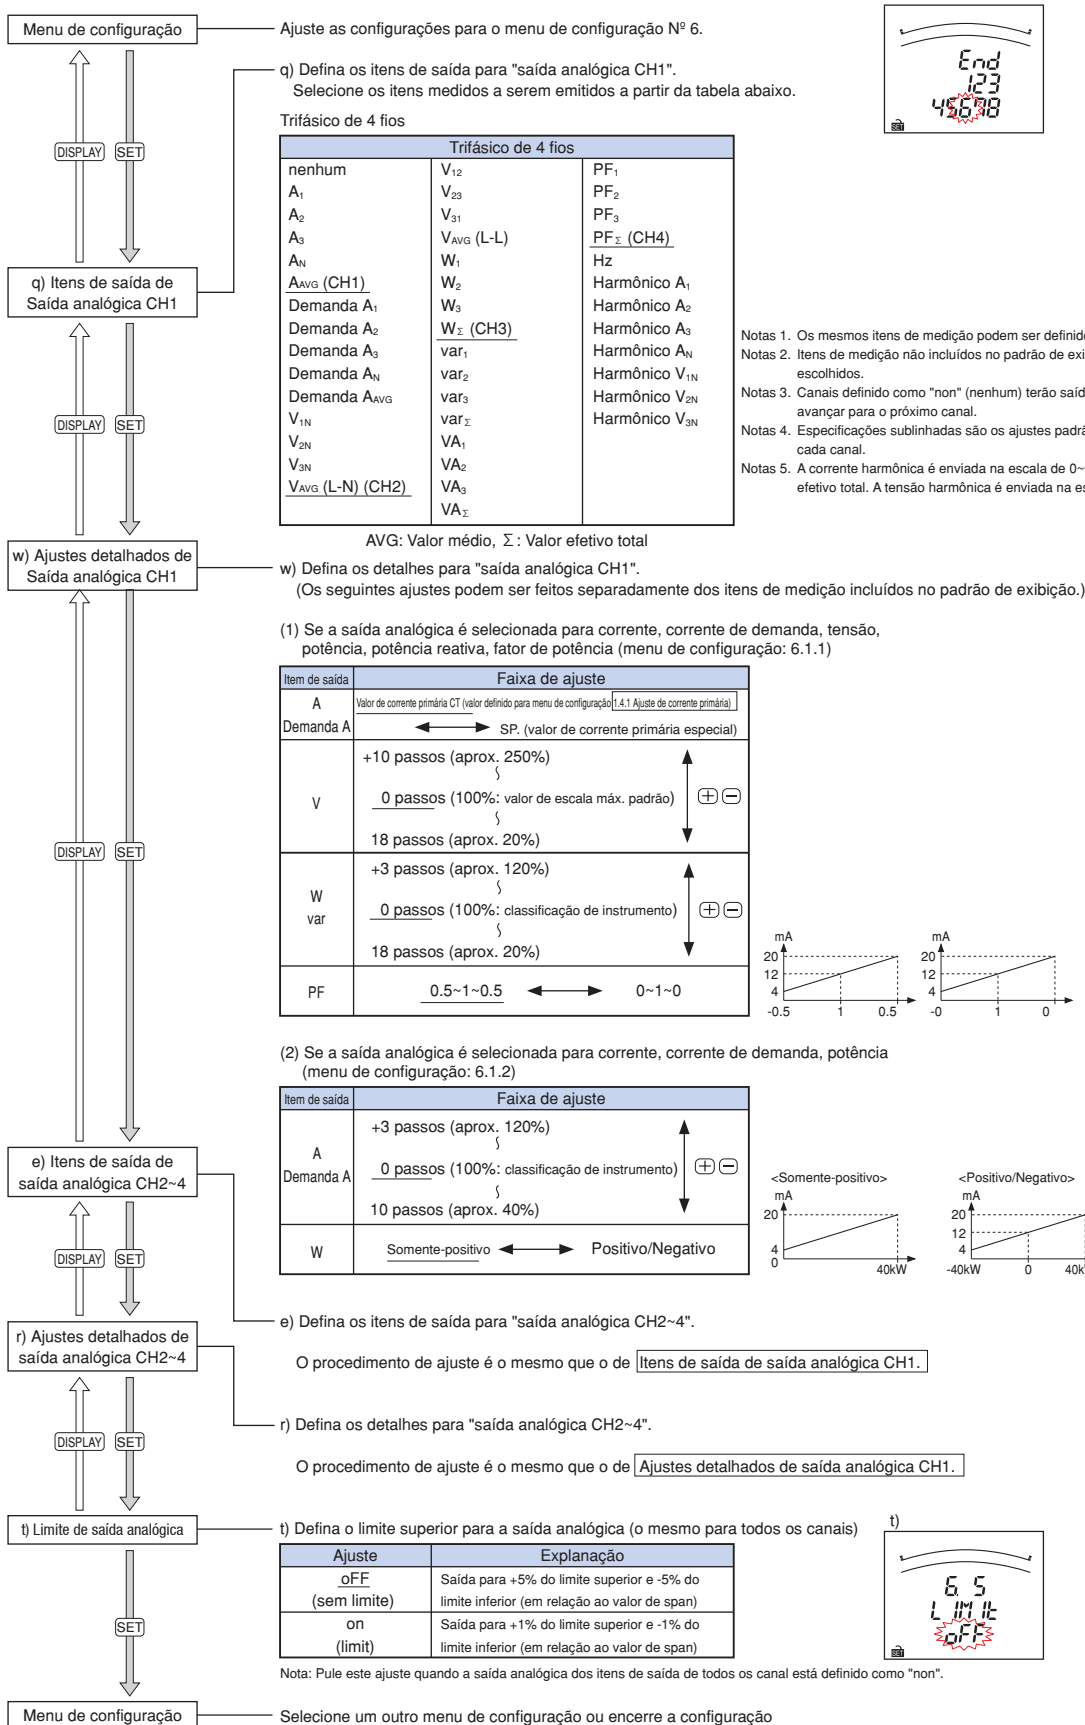 Menu de configuração
Ajuste as configurações para o menu de configuração Nº 6.
End
123
45678
SET
q) Defina os itens de saída para "saída analógica CH1".
Selecione os itens medidos a serem emitidos a partir da tabela abaixo.
Trifásico de 4 fios
DISPLAY SET
Trifásico de 4 fios
nenhum V12 PF1
A1 V23 PF2
A2 V31 PF3
A3 VAVG (L-L) PFΣ (CH4)
AN W1 Hz
AAVG (CH1) W2 Harmônico A1
Demanda A1 W3 Harmônico A2
Demanda A2 WΣ (CH3) Harmônico A3
Demanda A3 var1 Harmônico AN
Demanda AN var2 Harmônico V1N
Demanda AAVG var3 Harmônico V2N
V1N varΣ Harmônico V3N
V2N VA1
V3N VA2
VAVG (L-N) (CH2) VA3
VAΣ
q) Itens de saída de
Saída analógica CH1
Notas 1. Os mesmos itens de medição podem ser definido
Notas 2. Itens de medição não incluídos no padrão de exi
escolhidos.
Notas 3. Canais definido como "non" (nenhum) terão saíd
avançar para o próximo canal.
Notas 4. Especificações sublinhadas são os ajustes padrã
cada canal.
Notas 5. A corrente harmônica é enviada na escala de 0~
efetivo total. A tensão harmônica é enviada na es
DISPLAY SET
AVG: Valor médio, Σ: Valor efetivo total
w) Ajustes detalhados de
Saída analógica CH1
w) Defina os detalhes para "saída analógica CH1".
(Os seguintes ajustes podem ser feitos separadamente dos itens de medição incluídos no padrão de exibição.)
(1) Se a saída analógica é selecionada para corrente, corrente de demanda, tensão,
potência, potência reativa, fator de potência (menu de configuração: 6.1.1)
Item de saída Faixa de ajuste
A
Demanda A
Valor de corrente primária CT (valor definido para menu de configuração 1.4.1 Ajuste de corrente primária)
SP. (valor de corrente primária especial)
V
+10 passos (aprox. 250%)
0 passos (100%: valor de escala máx. padrão)
18 passos (aprox. 20%)
+ −
DISPLAY SET
W
var
+3 passos (aprox. 120%)
0 passos (100%: classificação de instrumento)
18 passos (aprox. 20%)
+ −
PF 0.5~1~0.5 0~1~0
mA
20
12
4
-0.5 1 0.5
mA
20
12
4
-0 1 0
(2) Se a saída analógica é selecionada para corrente, corrente de demanda, potência
(menu de configuração: 6.1.2)
Item de saída Faixa de ajuste
A
Demanda A
+3 passos (aprox. 120%)
0 passos (100%: classificação de instrumento)
10 passos (aprox. 40%)
+ −
W Somente-positivo Positivo/Negativo
<Somente-positivo>
mA
20
4
0
40kW
<Positivo/Negativo>
mA
20
12
4
-40kW 0 40k
e) Itens de saída de
saída analógica CH2~4
DISPLAY SET
e) Defina os itens de saída para "saída analógica CH2~4".
O procedimento de ajuste é o mesmo que o de Itens de saída de saída analógica CH1.
r) Ajustes detalhados de
saída analógica CH2~4
r) Defina os detalhes para "saída analógica CH2~4".
O procedimento de ajuste é o mesmo que o de Ajustes detalhados de saída analógica CH1.
DISPLAY SET
t) Limite de saída analógica
t) Defina o limite superior para a saída analógica (o mesmo para todos os canais)
Ajuste Explanação
oFF
(sem limite)
Saída para +5% do limite superior e -5% do
limite inferior (em relação ao valor de span)
on
(limit)
Saída para +1% do limite superior e -1% do
limite inferior (em relação ao valor de span)
t)
6. 5
LIMIt
oFF
SET
Nota: Pule este ajuste quando a saída analógica dos itens de saída de todos os canal está definido como "non".
SET
Menu de configuração
Selecione um outro menu de configuração ou encerre a configuração